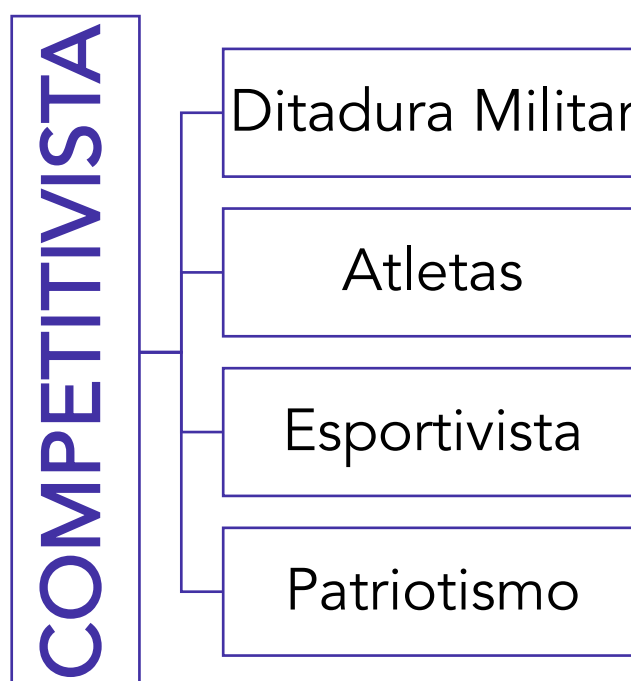 COMPETITIVISTA
Ditadura Militar
Atletas
Esportivista
Patriotismo